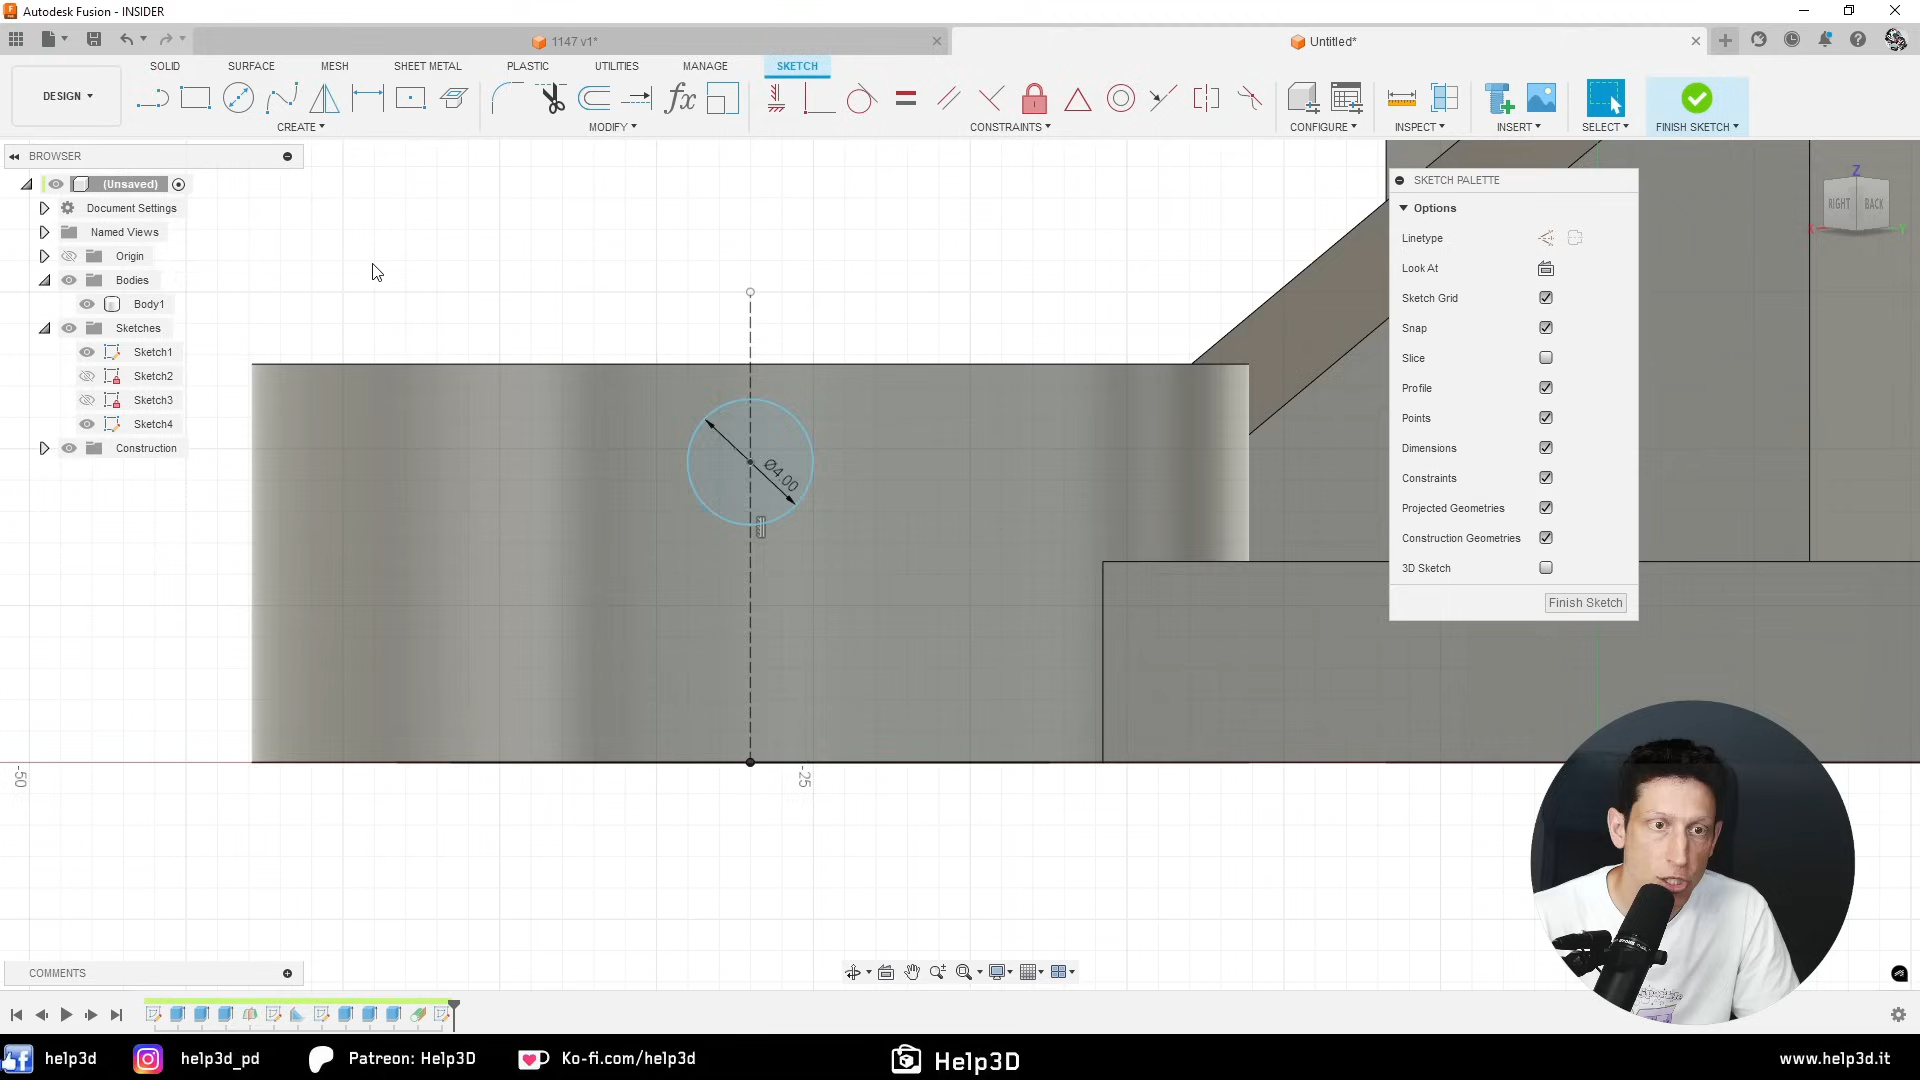 Autodesk Fusion - INSIDER
1147 v1*
Untitled*
DESIGN
SOLID
SURFACE
MESH
SHEET METAL
PLASTIC
UTILITIES
MANAGE
SKETCH
CREATE
MODIFY
CONSTRAINTS
CONFIGURE
INSPECT
INSERT
SELECT
FINISH SKETCH
BROWSER
(Unsaved)
Document Settings
Named Views
Origin
Bodies
Body1
Sketches
Sketch1
Sketch2
Sketch3
Sketch4
Construction
SKETCH PALETTE
Options
Linetype
Look At
Sketch Grid
Snap
Slice
Profile
Points
Dimensions
Constraints
Projected Geometries
Construction Geometries
3D Sketch
Finish Sketch
Z
RIGHT
BACK
X
Y
Ø4.00
-50
-25
COMMENTS
help3d
help3d_pd
Patreon: Help3D
Ko-fi.com/help3d
Help3D
www.help3d.it